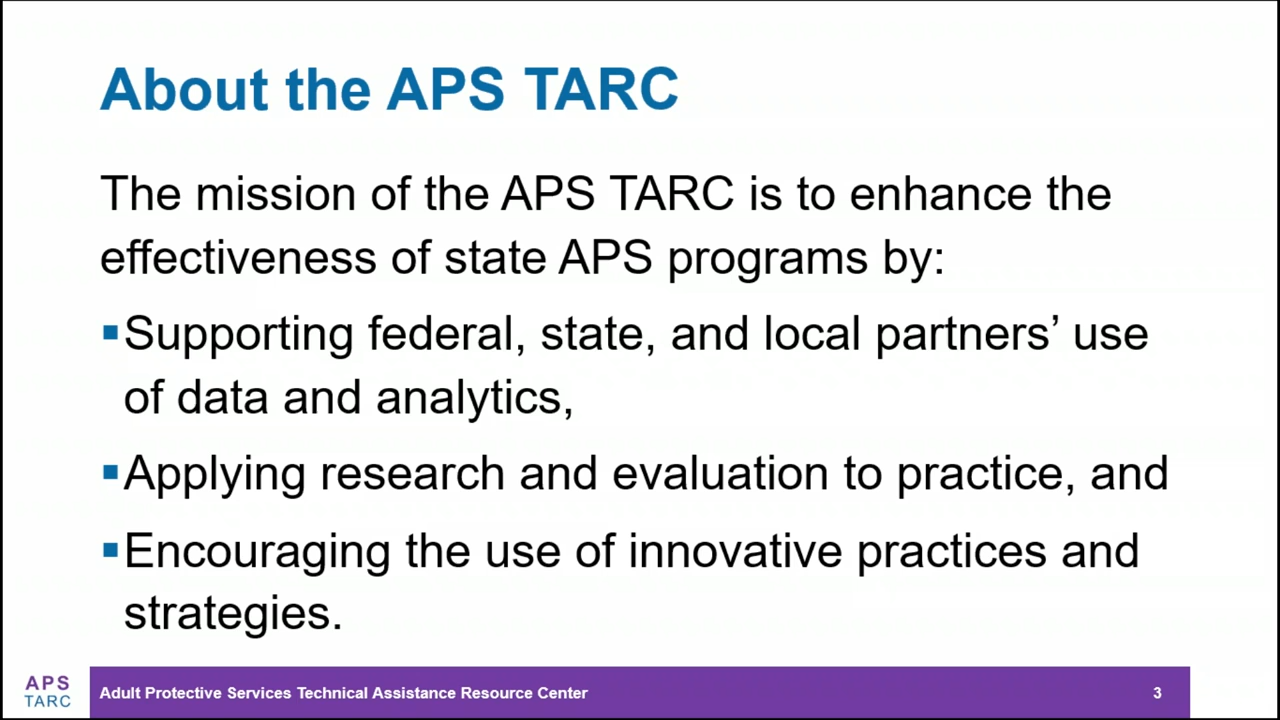 About the APS TARC
The mission of the APS TARC is to enhance the
effectiveness of state APS programs by:
▪Supporting federal, state, and local partners’ use
of data and analytics,
▪Applying research and evaluation to practice, and
▪Encouraging the use of innovative practices and
strategies.
APS
TARC
Adult Protective Services Technical Assistance Resource Center
3